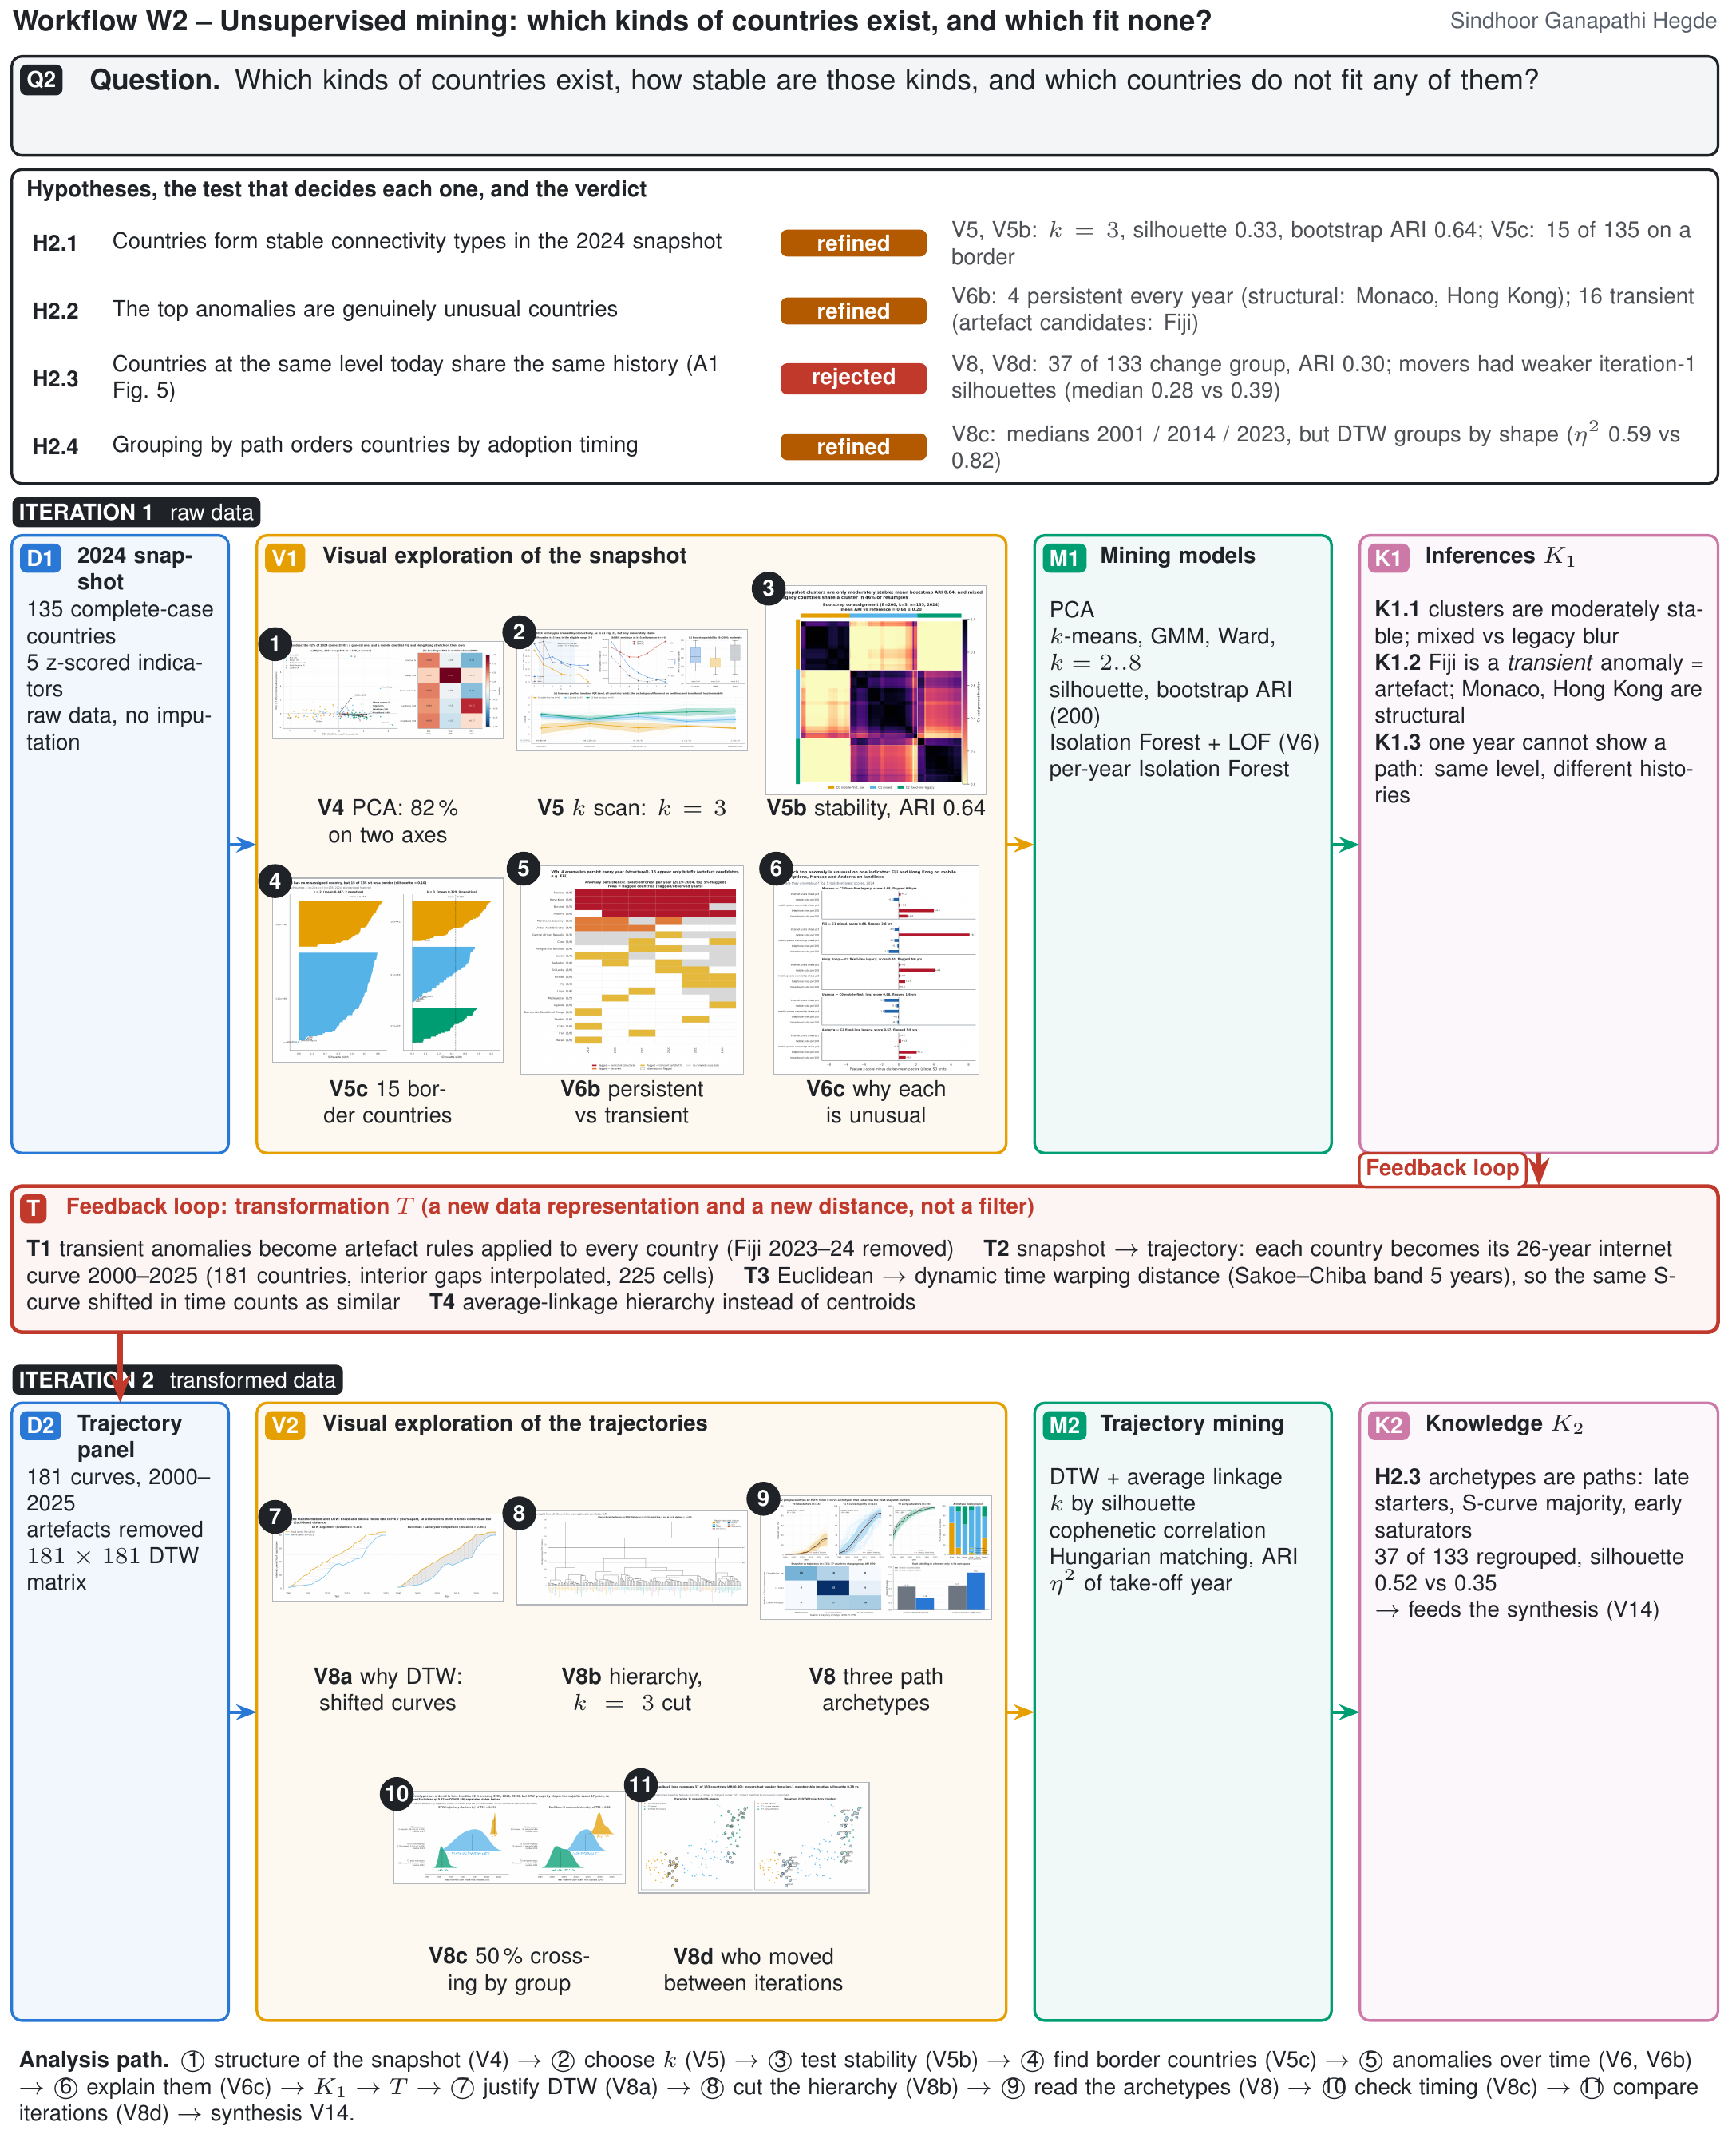 Workflow W2 – Unsupervised mining: which kinds of countries exist, and which fit none?
Sindhoor Ganapathi Hegde
Q2 Question. Which kinds of countries exist, how stable are those kinds, and which countries do not fit any of them?
Hypotheses, the test that decides each one, and the verdict
H2.1 Countries form stable connectivity types in the 2024 snapshot refined V5, V5b: k = 3, silhouette 0.33, bootstrap ARI 0.64; V5c: 15 of 135 on a
border
H2.2 The top anomalies are genuinely unusual countries refined V6b: 4 persistent every year (structural: Monaco, Hong Kong); 16 transient
(artefact candidates: Fiji)
H2.3 Countries at the same level today share the same history (A1
Fig. 5)
rejected
V8, V8d: 37 of 133 change group, ARI 0.30; movers had weaker iteration-1
silhouettes (median 0.28 vs 0.39)
H2.4 Grouping by path orders countries by adoption timing refined V8c: medians 2001 / 2014 / 2023, but DTW groups by shape (η² 0.59 vs
0.82)
ITERATION 1 raw data
D1 2024 snap-
shot
135 complete-case
countries
5 z-scored indica-
tors
raw data, no impu-
tation
V1 Visual exploration of the snapshot
1
2
3
V4 PCA: 82 %
on two axes
V5 k scan: k = 3
V5b stability, ARI 0.64
4
5
6
V5c 15 bor-
der countries
V6b persistent
vs transient
V6c why each
is unusual
M1 Mining models
PCA
k-means, GMM, Ward,
k = 2..8
silhouette, bootstrap ARI
(200)
Isolation Forest + LOF (V6)
per-year Isolation Forest
K1 Inferences K₁
K1.1 clusters are moderately sta-
ble; mixed vs legacy blur
K1.2 Fiji is a transient anomaly =
artefact; Monaco, Hong Kong are
structural
K1.3 one year cannot show a
path: same level, different histo-
ries
Feedback loop
T Feedback loop: transformation T (a new data representation and a new distance, not a filter)
T1 transient anomalies become artefact rules applied to every country (Fiji 2023–24 removed) T2 snapshot → trajectory: each country becomes its 26-year internet
curve 2000–2025 (181 countries, interior gaps interpolated, 225 cells) T3 Euclidean → dynamic time warping distance (Sakoe–Chiba band 5 years), so the same S-
curve shifted in time counts as similar T4 average-linkage hierarchy instead of centroids
ITERATION 2 transformed data
D2 Trajectory
panel
181 curves, 2000–
2025
artefacts removed
181 × 181 DTW
matrix
V2 Visual exploration of the trajectories
7
8
9
V8a why DTW:
shifted curves
V8b hierarchy,
k = 3 cut
V8 three path
archetypes
10
11
V8c 50 % cross-
ing by group
V8d who moved
between iterations
M2 Trajectory mining
DTW + average linkage
k by silhouette
cophenetic correlation
Hungarian matching, ARI
η² of take-off year
K2 Knowledge K₂
H2.3 archetypes are paths: late
starters, S-curve majority, early
saturators
37 of 133 regrouped, silhouette
0.52 vs 0.35
→ feeds the synthesis (V14)
Analysis path. ① structure of the snapshot (V4) → ② choose k (V5) → ③ test stability (V5b) → ④ find border countries (V5c) → ⑤ anomalies over time (V6, V6b)
→ ⑥ explain them (V6c) → K₁ → T → ⑦ justify DTW (V8a) → ⑧ cut the hierarchy (V8b) → ⑨ read the archetypes (V8) → ⑩ check timing (V8c) → ⑪ compare
iterations (V8d) → synthesis V14.